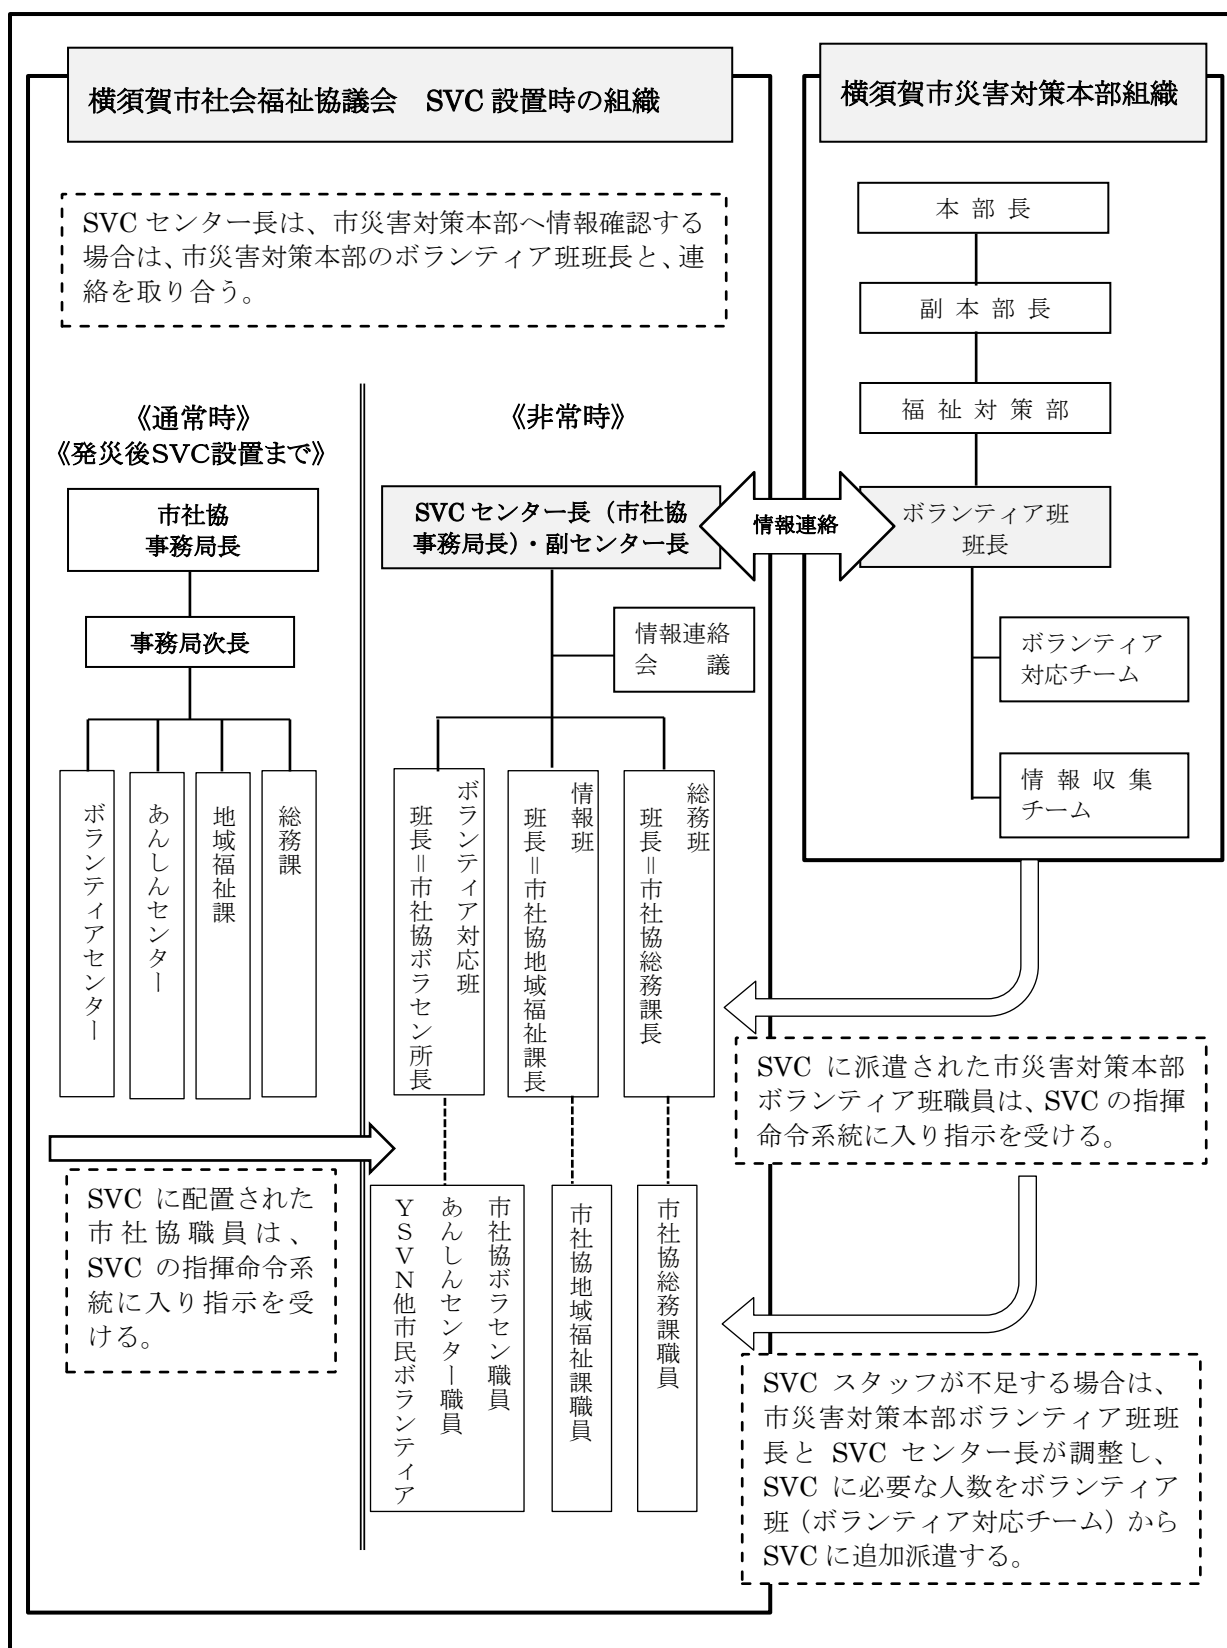 横須賀市社会福祉協議会　SVC 設置時の組織
SVC センター長は、市災害対策本部へ情報確認する
場合は、市災害対策本部のボランティア班班長と、連
絡を取り合う。
《通常時》
《発災後SVC設置まで》
市社協
事務局長
事務局次長
ボランティアセンター
あんしんセンター
地域福祉課
総務課
SVC に配置された
市社協職員は、
SVC の指揮命令系
統に入り指示を受
ける。
《非常時》
SVC センター長（市社協
事務局長）・副センター長
情報連絡
会　議
ボランティア対応班
班長＝市社協ボラセン所長
情報班
班長＝市社協地域福祉課長
総務班
班長＝市社協総務課長
市社協ボラセン職員
あんしんセンター職員
ＹＳＶＮ他市民ボランティア
市社協地域福祉課職員
市社協総務課職員
情報連絡
横須賀市災害対策本部組織
本 部 長
副 本 部 長
福 祉 対 策 部
ボランティア班
班長
ボランティア
対応チーム
情 報 収 集
チーム
SVC に派遣された市災害対策本部
ボランティア班職員は、SVC の指揮
命令系統に入り指示を受ける。
SVC スタッフが不足する場合は、
市災害対策本部ボランティア班班
長と SVC センター長が調整し、
SVC に必要な人数をボランティア
班（ボランティア対応チーム）から
SVC に追加派遣する。